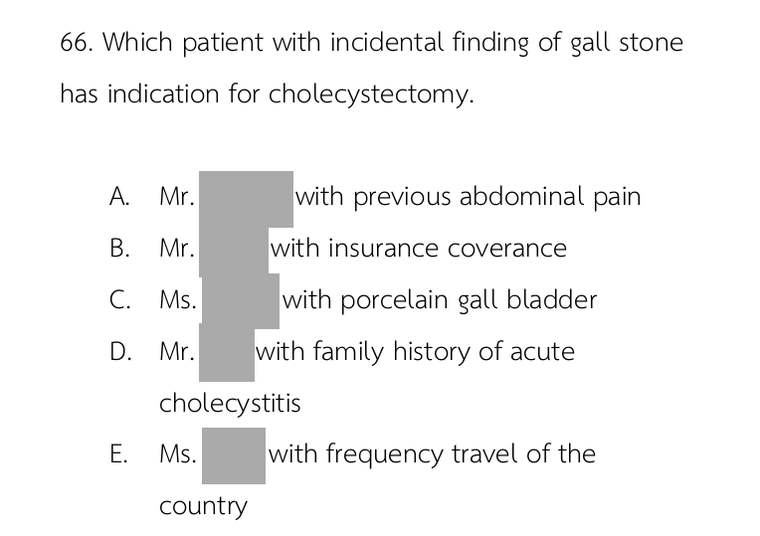 66. Which patient with incidental finding of gall stone
has indication for cholecystectomy.
A. Mr. with previous abdominal pain
B. Mr. with insurance coverance
C. Ms. with porcelain gall bladder
D. Mr. with family history of acute
cholecystitis
E. Ms. with frequency travel of the
country